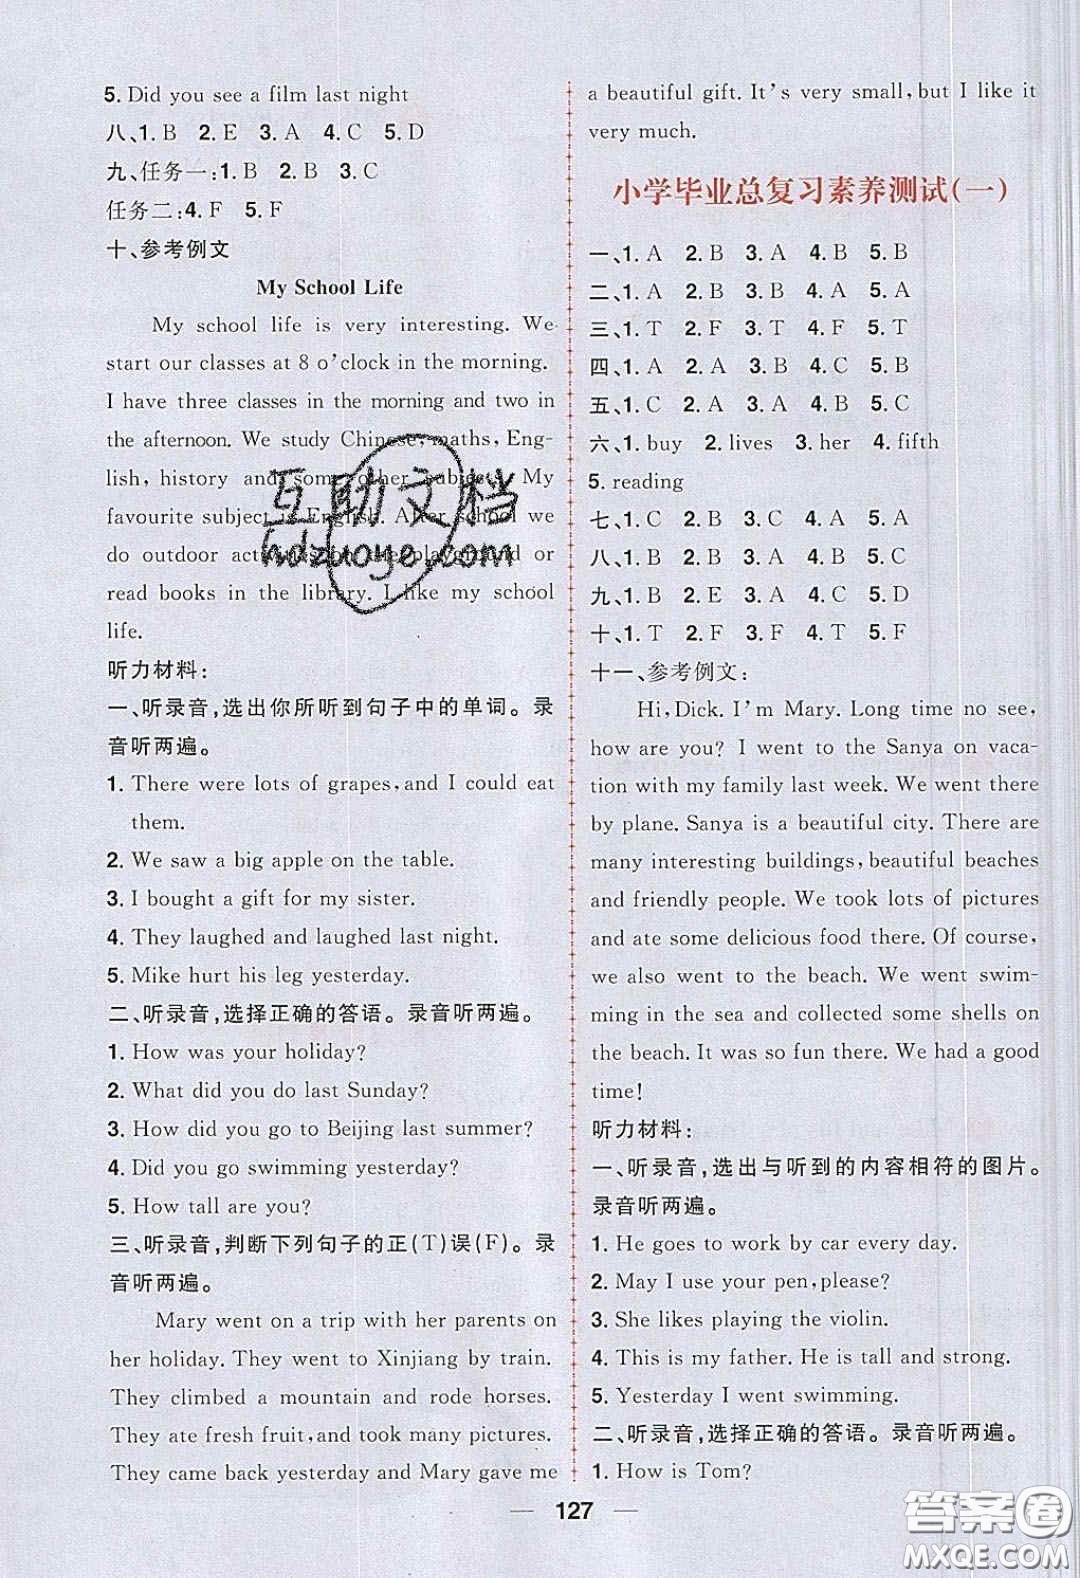 5. Did you see a film last night
八、1. B 2. E 3. A 4. C 5. D
九、任务一:1. B 2. B 3. C
任务二:4. F 5. F
十、参考例文
My School Life
My school life is very interesting. We
start our classes at 8 o'clock in the morning.
I have three classes in the morning and two in
the afternoon. We study Chinese, maths, Eng-
lish, history and some other subjects. My
favourite subject is English. After school we
do outdoor activities in the playground or
read books in the library. I like my school
life.
听力材料:
一、听录音,选出你所听到句子中的单词。录
音听两遍。
1. There were lots of grapes,and I could eat
them.
2. We saw a big apple on the table.
3. I bought a gift for my sister.
4. They laughed and laughed last night.
5. Mike hurt his leg yesterday.
二、听录音,选择正确的答语。录音听两遍。
1. How was your holiday?
2. What did you do last Sunday?
3. How did you go to Beijing last summer?
4. Did you go swimming yesterday?
5. How tall are you?
三、听录音,判断下列句子的正(T)误(F)。录
音听两遍。
Mary went on a trip with her parents on
her holiday. They went to Xinjiang by train.
They climbed a mountain and rode horses.
They ate fresh fruit,and took many pictures.
They came back yesterday and Mary gave me
a beautiful gift. It's very small,but I like it
very much.
小学毕业总复习素养测试(一)
一、1. A 2. B 3. A 4. B 5. B
二、1. A 2. B 3. B 4. A 5. A
三、1. T 2. F 3. T 4. F 5. T
四、1. A 2. A 3. B 4. C 5. B
五、1. C 2. A 3. A 4. B 5. C
六、1. buy 2. lives 3. her 4. fifth
5. reading
七、1. C 2. B 3. C 4. A 5. A
八、1. B 2. B 3. A 4. B 5. C
九、1. B 2. E 3. A 4. C 5. D
十、1. T 2. F 3. F 4. T 5. F
十一、参考例文:
Hi,Dick. I'm Mary. Long time no see,
how are you? I went to the Sanya on vaca-
tion with my family last week. We went there
by plane. Sanya is a beautiful city. There are
many interesting buildings, beautiful beaches
and friendly people. We took lots of pictures
and ate some delicious food there. Of course,
we also went to the beach. We went swim-
ming in the sea and collected some shells on
the beach. It was so fun there. We had a good
time!
听力材料:
一、听录音,选出与听到的内容相符的图片。
录音听两遍。
1. He goes to work by car every day.
2. May I use your pen,please?
3. She likes playing the violin.
4. This is my father. He is tall and strong.
5. Yesterday I went swimming.
二、听录音,选择正确的答语。录音听两遍。
1. How is Tom?
127
互助文档
hdzuoye.com
答案圈
MXQE.COM